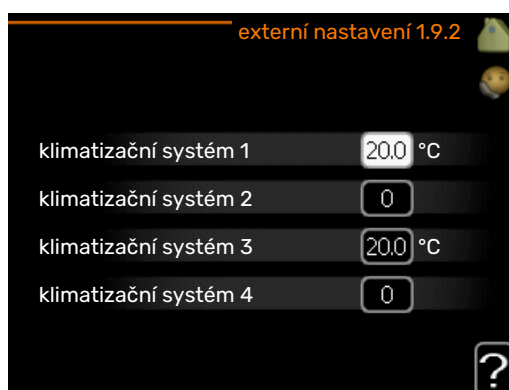 externí nastavení 1.9.2
klimatizační systém 1 20.0 °C
klimatizační systém 2 0
klimatizační systém 3 20.0 °C
klimatizační systém 4 0
?